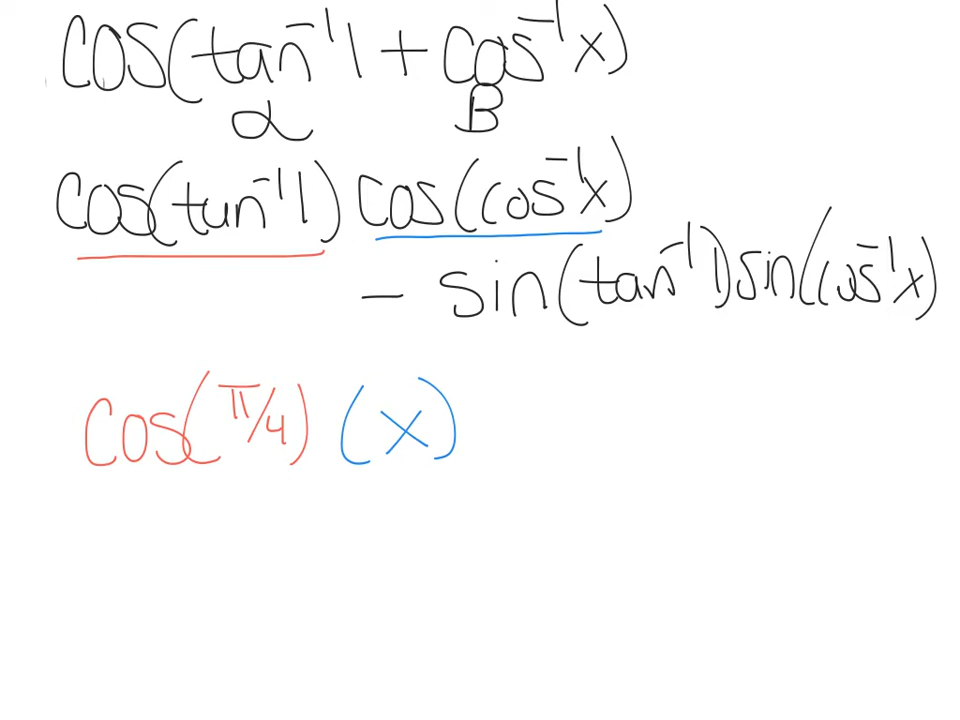 cos(tan⁻¹1 + cos⁻¹x)
α B
cos(tan⁻¹1) cos(cos⁻¹x)
- sin(tan⁻¹1) sin(cos⁻¹x)
cos(π/4) (x)